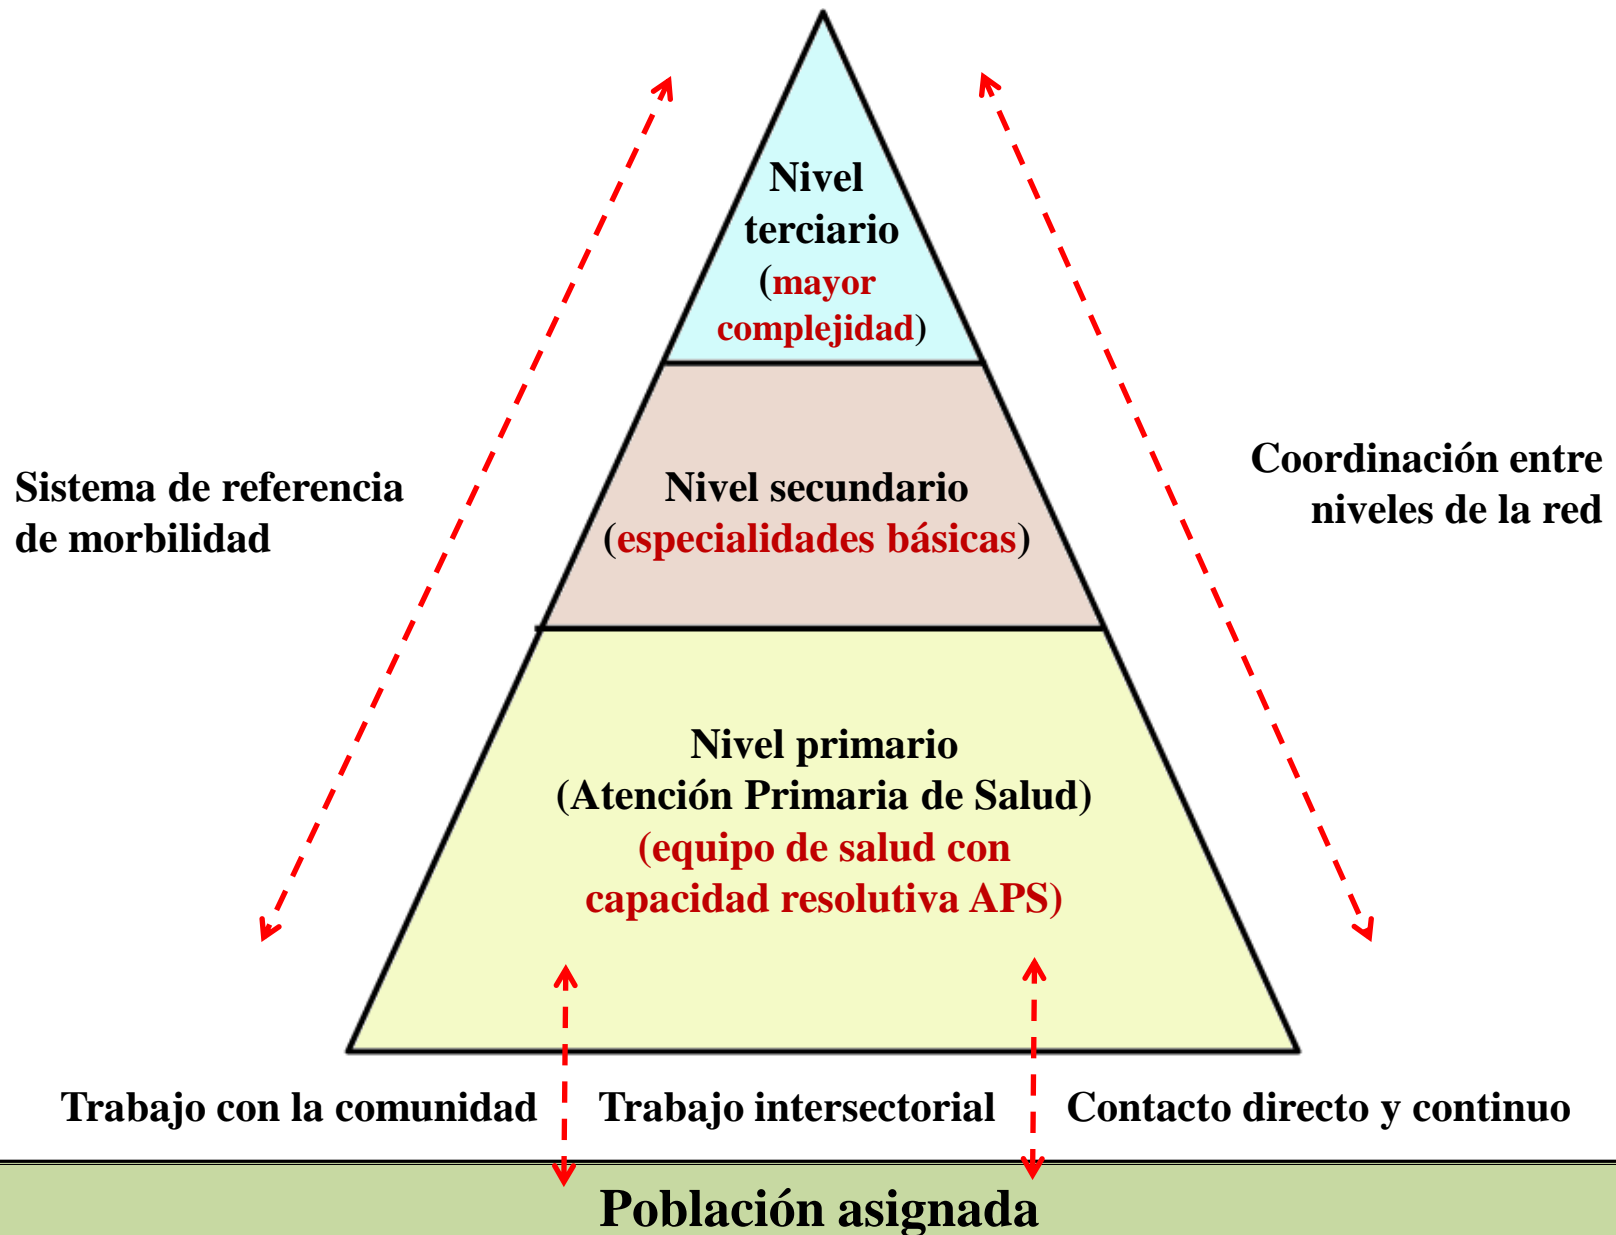 Nivel
terciario
(mayor
complejidad)
Sistema de referencia
de morbilidad
Nivel secundario
(especialidades básicas)
Coordinación entre
niveles de la red
Nivel primario
(Atención Primaria de Salud)
(equipo de salud con
capacidad resolutiva APS)
Trabajo con la comunidad
Trabajo intersectorial
Contacto directo y continuo
Población asignada